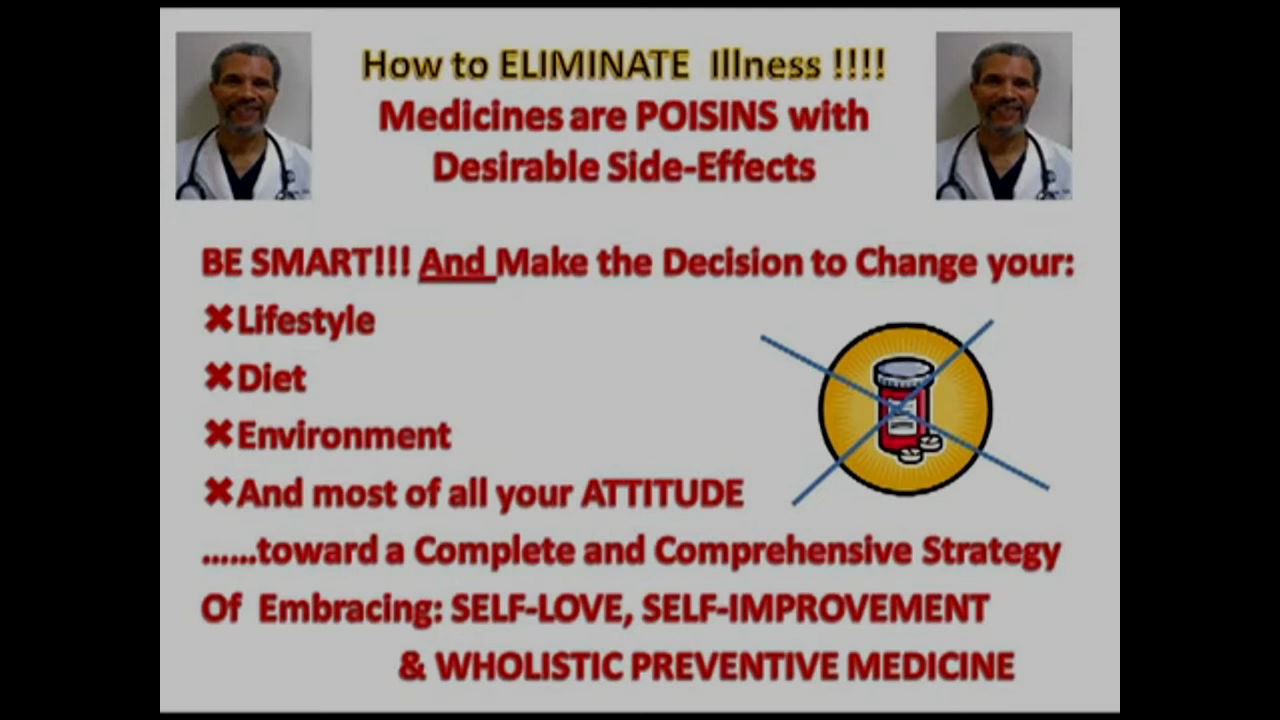 How to ELIMINATE Illness !!!!
Medicines are POISINS with
Desirable Side-Effects
BE SMART!!! And Make the Decision to Change your:
✖Lifestyle
✖Diet
✖Environment
✖And most of all your ATTITUDE
......toward a Complete and Comprehensive Strategy
Of Embracing: SELF-LOVE, SELF-IMPROVEMENT
& WHOLISTIC PREVENTIVE MEDICINE